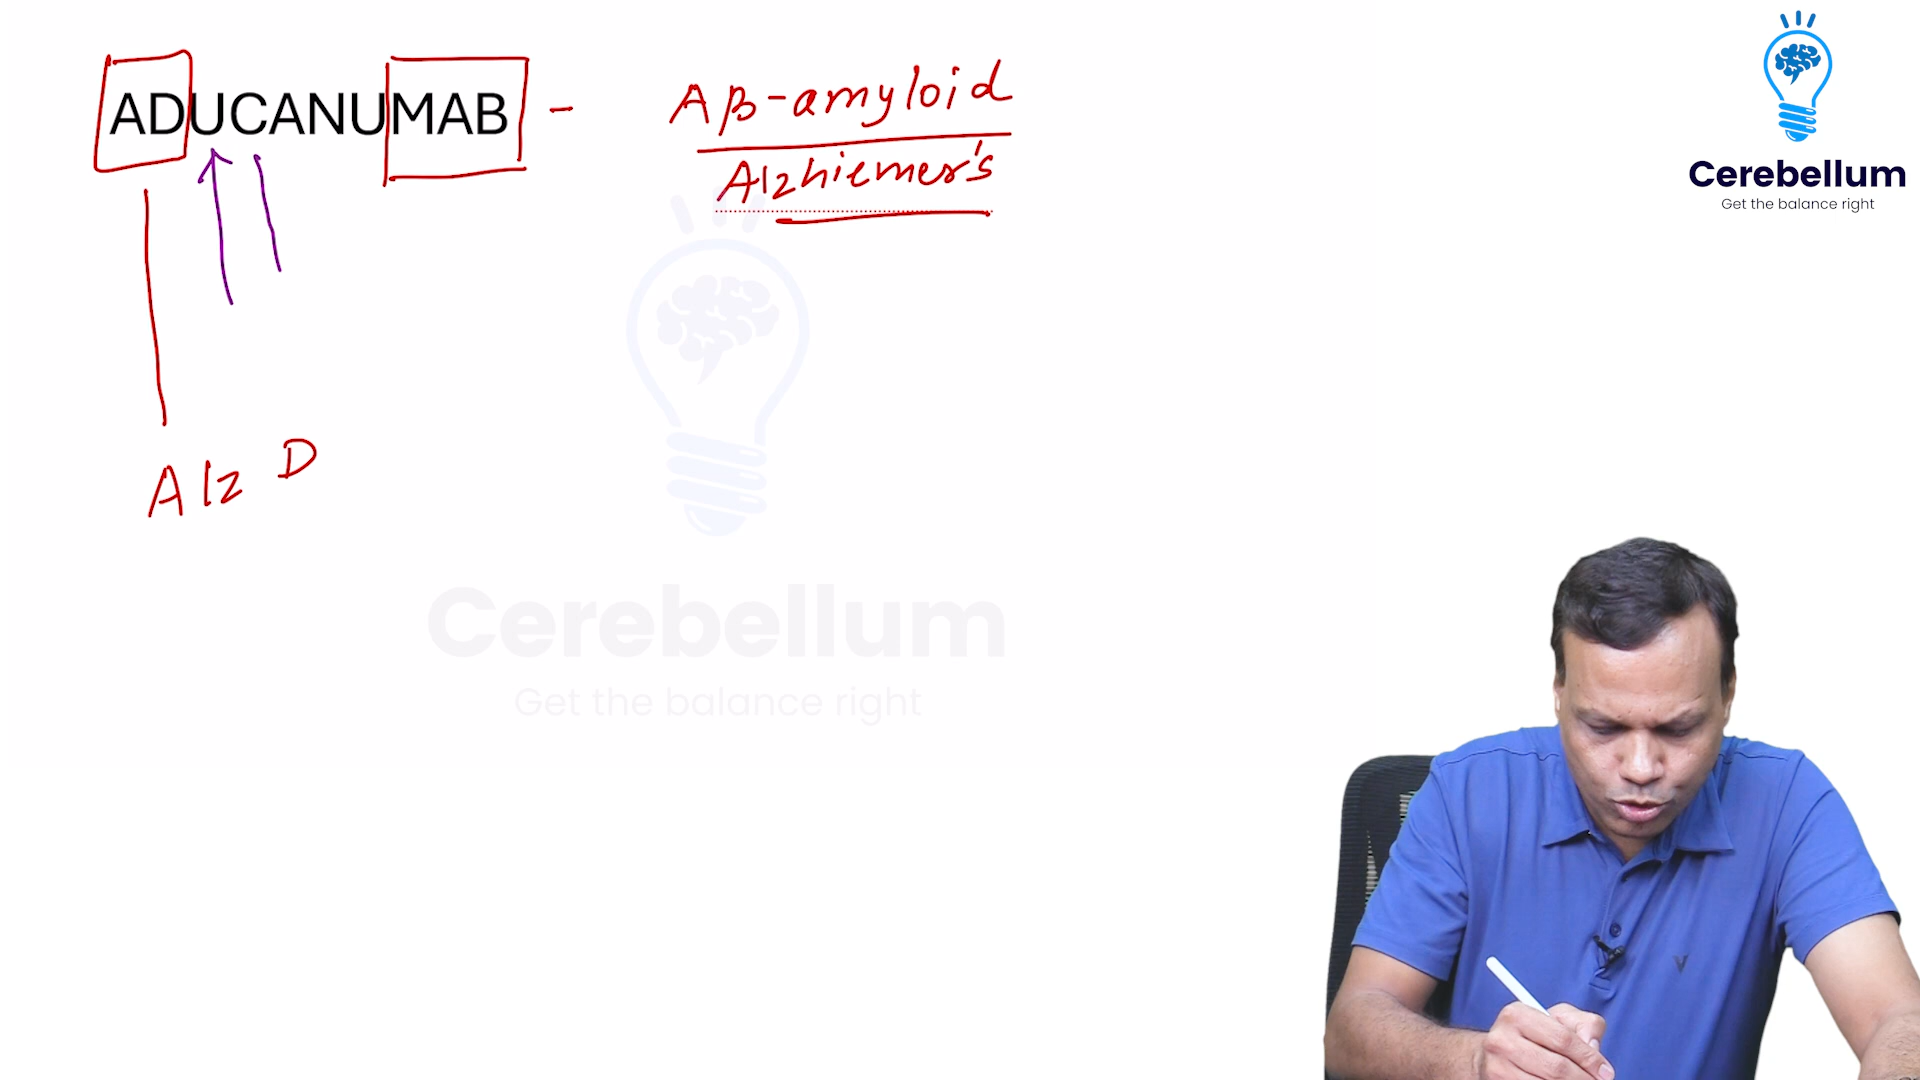 ADUCANUMAB - Aβ-amyloid
Alzhiemer's
Alz D
Cerebellum
Get the balance right
Cerebellum
Get the balance right